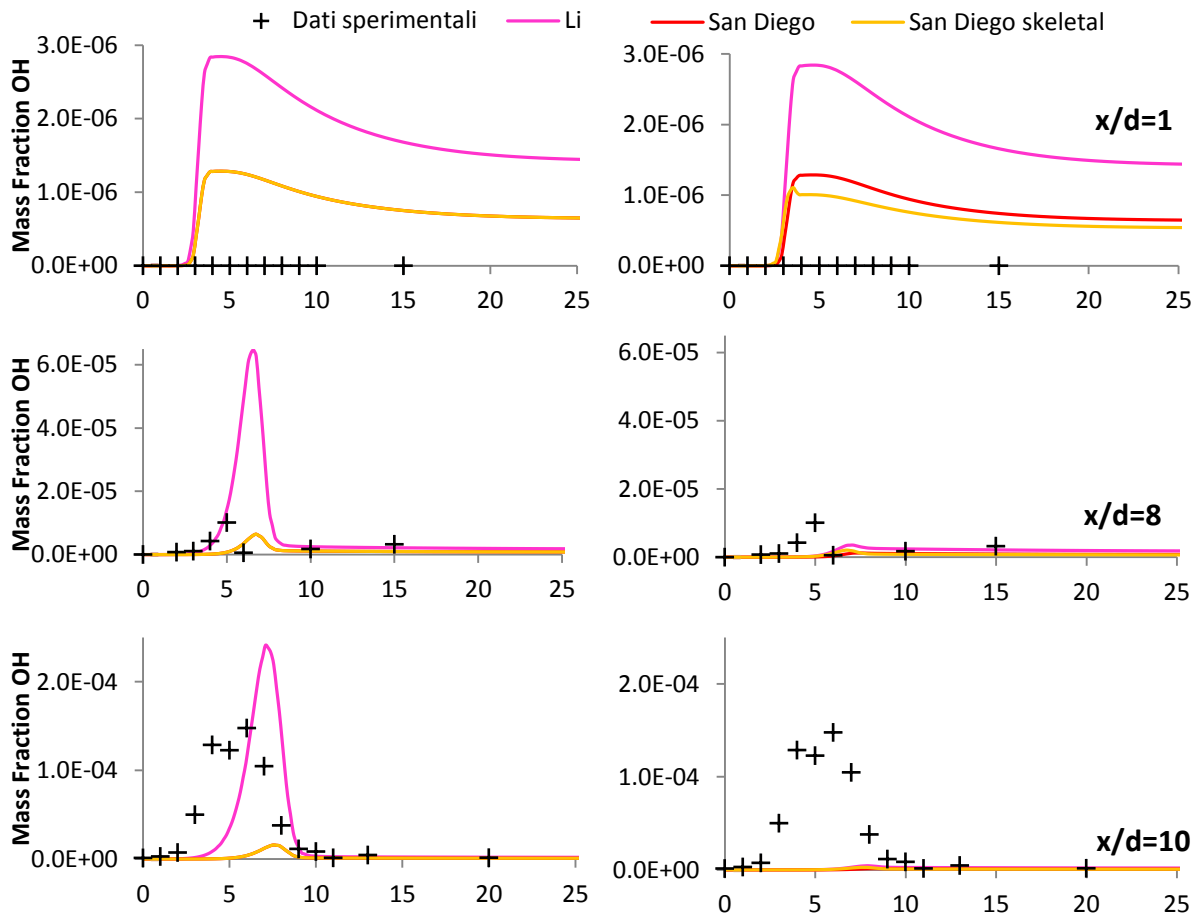 Dati sperimentali Li San Diego San Diego skeletal
Mass Fraction OH
3.0E-06
2.0E-06
1.0E-06
0.0E+00
0 5 10 15 20 25
3.0E-06
2.0E-06
1.0E-06
0.0E+00
0 5 10 15 20 25
x/d=1
Mass Fraction OH
6.0E-05
4.0E-05
2.0E-05
0.0E+00
0 5 10 15 20 25
6.0E-05
4.0E-05
2.0E-05
0.0E+00
0 5 10 15 20 25
x/d=8
Mass Fraction OH
2.0E-04
1.0E-04
0.0E+00
0 5 10 15 20 25
2.0E-04
1.0E-04
0.0E+00
0 5 10 15 20 25
x/d=10